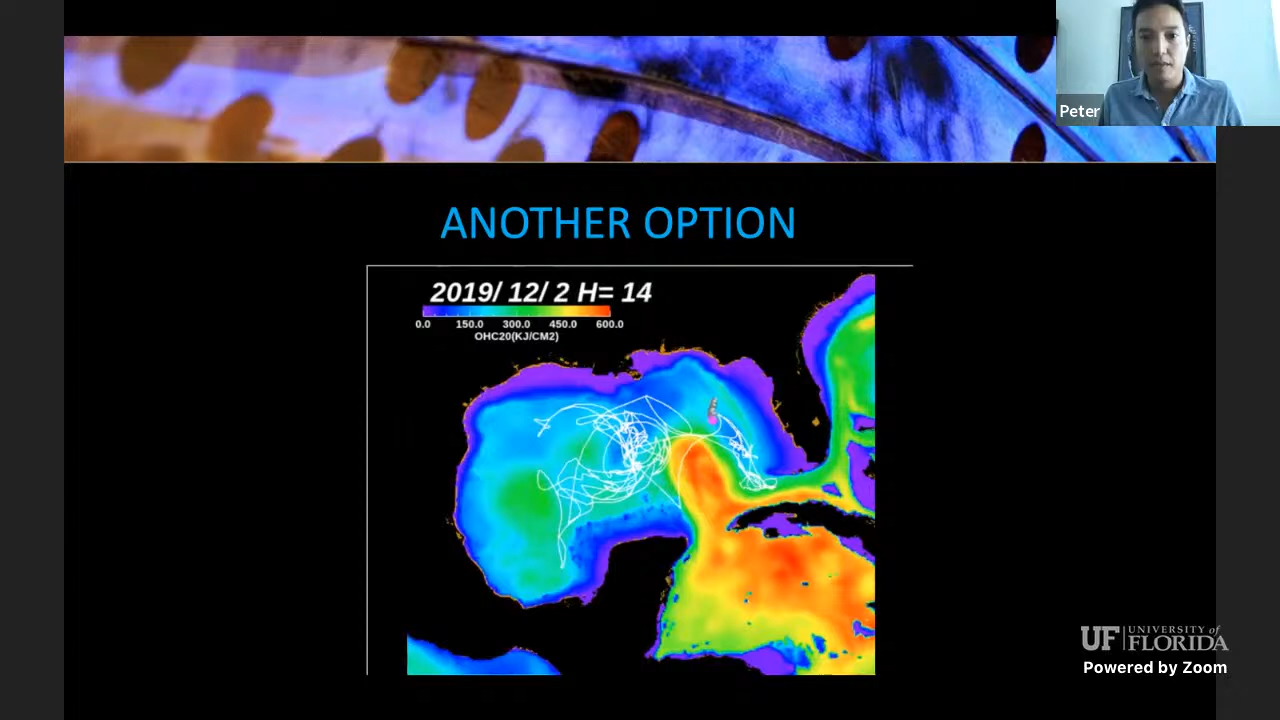 Peter
ANOTHER OPTION
2019/ 12/ 2 H= 14
0.0 150.0 300.0 450.0 600.0
OHC20(KJ/CM2)
UF UNIVERSITY of
FLORIDA
Powered by Zoom